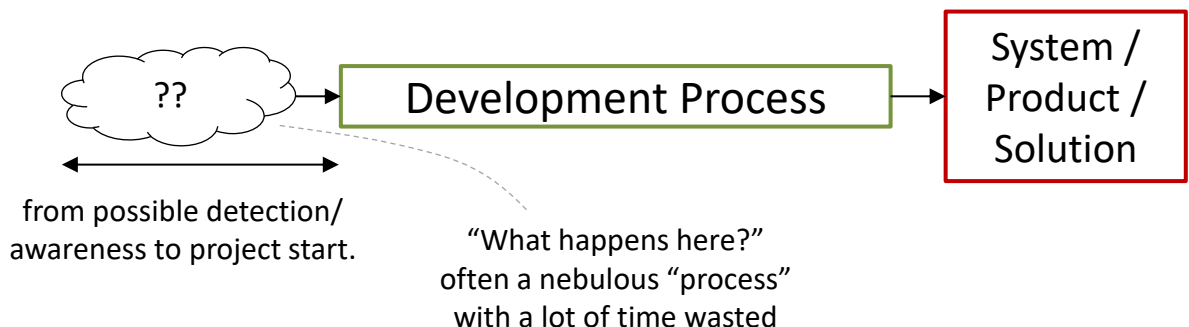 ??
Development Process
System /
Product /
Solution
from possible detection/
awareness to project start.
“What happens here?”
often a nebulous “process”
with a lot of time wasted